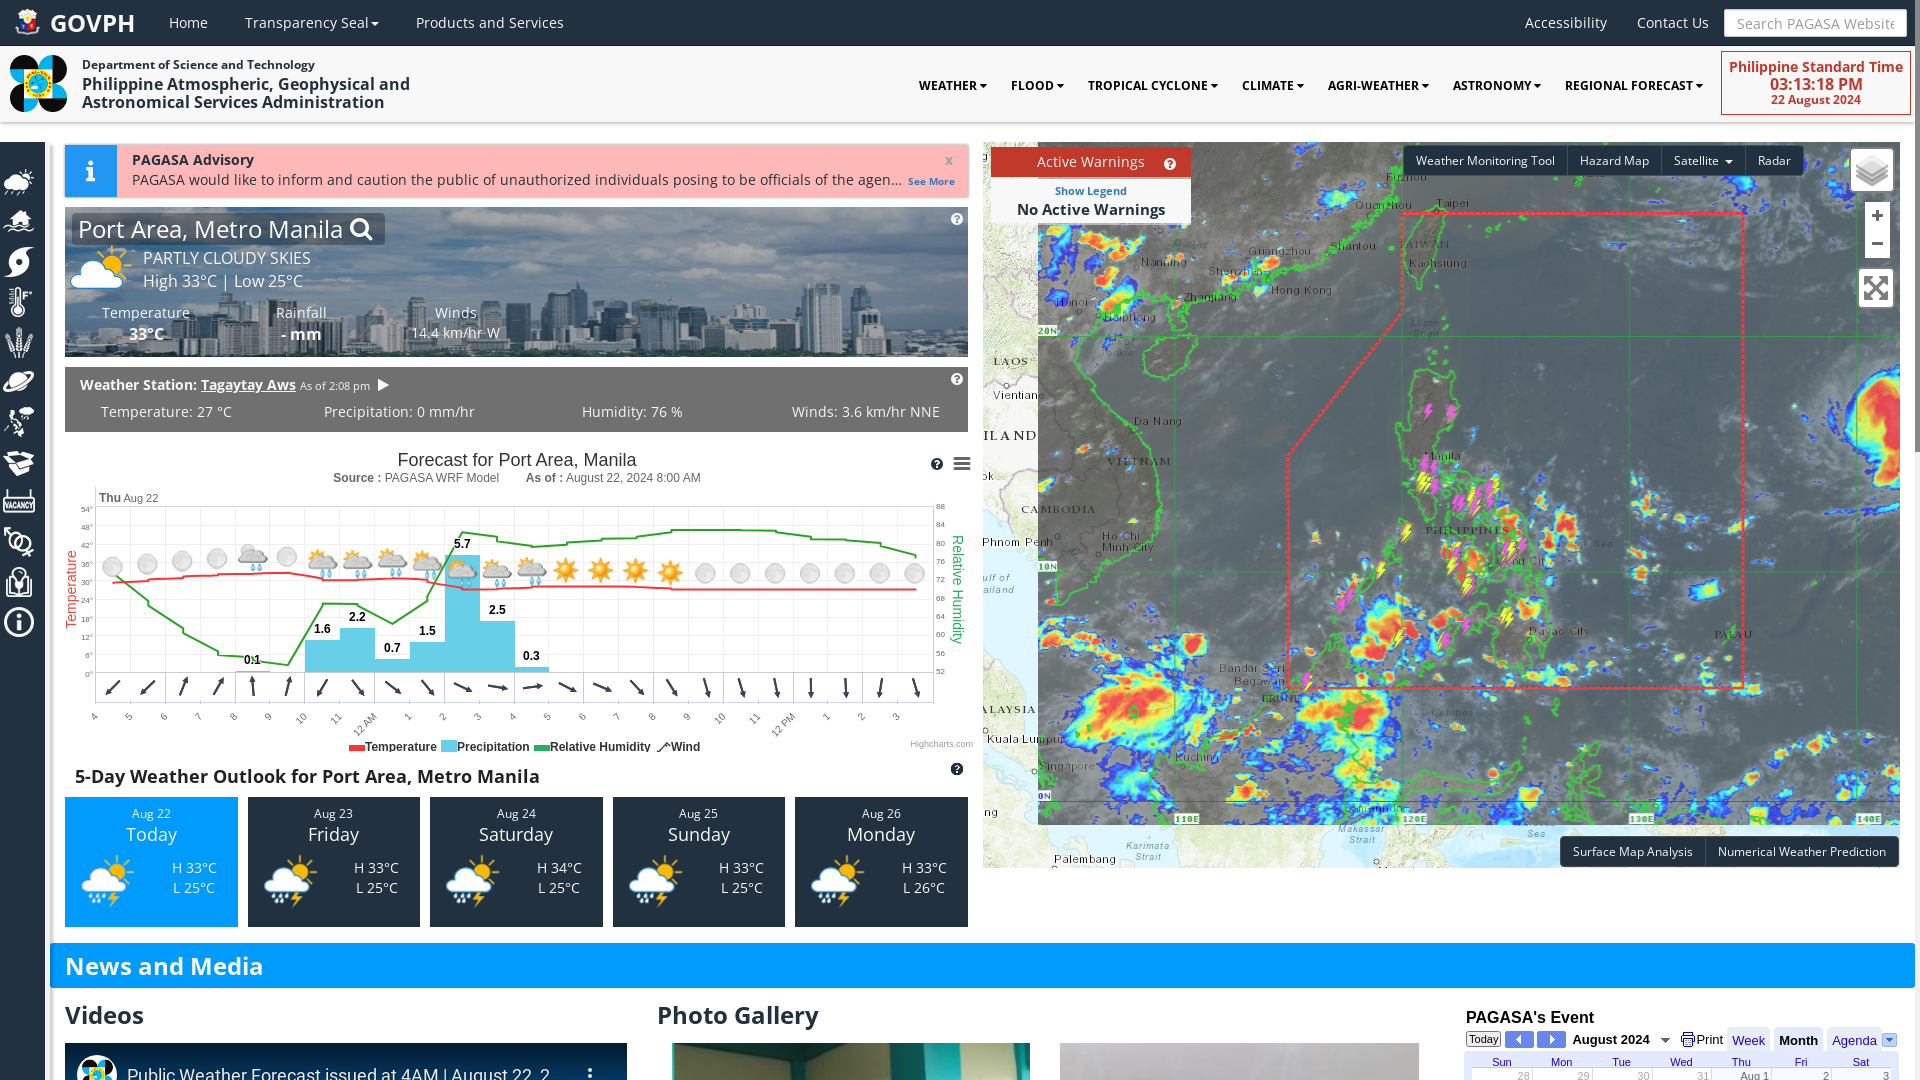 GOVPH Home Transparency Seal Products and Services Accessibility Contact Us Search PAGASA Website
Department of Science and Technology
Philippine Atmospheric, Geophysical and
Astronomical Services Administration
WEATHER FLOOD TROPICAL CYCLONE CLIMATE AGRI-WEATHER ASTRONOMY REGIONAL FORECAST
Philippine Standard Time
03:13:18 PM
22 August 2024
VACANCY
PAGASA Advisory x
PAGASA would like to inform and caution the public of unauthorized individuals posing to be officials of the agen... See More
Port Area, Metro Manila
PARTLY CLOUDY SKIES
High 33°C | Low 25°C
Temperature Rainfall Winds
33°C - mm 14.4 km/hr W
Weather Station: Tagaytay Aws As of 2:08 pm
Temperature: 27 °C Precipitation: 0 mm/hr Humidity: 76 % Winds: 3.6 km/hr NNE
Forecast for Port Area, Manila
Source : PAGASA WRF Model As of : August 22, 2024 8:00 AM
Thu Aug 22
Temperature
54°
48°
42°
36°
30°
24°
18°
12°
6°
0°
0.1 1.6 2.2 0.7 1.5 5.7 2.5 0.3
88
84
80
76
72
68
64
60
56
52
Relative Humidity
4 5 6 7 8 9 10 11 12 AM 1 2 3 4 5 6 7 8 9 10 11 12 PM 1 2 3
Temperature Precipitation Relative Humidity Wind
Highcharts.com
5-Day Weather Outlook for Port Area, Metro Manila
Aug 22
Today
H 33°C
L 25°C
Aug 23
Friday
H 33°C
L 25°C
Aug 24
Saturday
H 34°C
L 25°C
Aug 25
Sunday
H 33°C
L 25°C
Aug 26
Monday
H 33°C
L 26°C
Active Warnings
Show Legend
No Active Warnings
Weather Monitoring Tool Hazard Map Satellite Radar
+
−
Fuzhou
Quanzhou
Taipei
Shantou
TAIWAN
Guangzhou
Kaohsiung
Nanning
Shenzhen
Hong Kong
Zhanjiang
Hanoi
Haiphong
20N
Luzon
Strait
LAOS
Vientiane
Da Nang
ILAND
VIETNAM
Manila
CAMBODIA
Phnom Penh
Ho Chi
Minh City
PHILIPPINES
10N
Davao City
PALAU
Bandar Seri
Begawan
BRUNEI
ALAYSIA
Celebes
Kuala Lumpur
Kuching
Singapore
0N
Samarinda
110E 120E 130E 140E
Makassar
Strait
Sea
Karimata
Strait
Palembang
Surface Map Analysis Numerical Weather Prediction
News and Media
Videos
Photo Gallery
Public Weather Forecast issued at 4AM | August 22, 2
PAGASA's Event
Today August 2024 Print Week Month Agenda
Sun Mon Tue Wed Thu Fri Sat
28 29 30 31 Aug 1 2 3